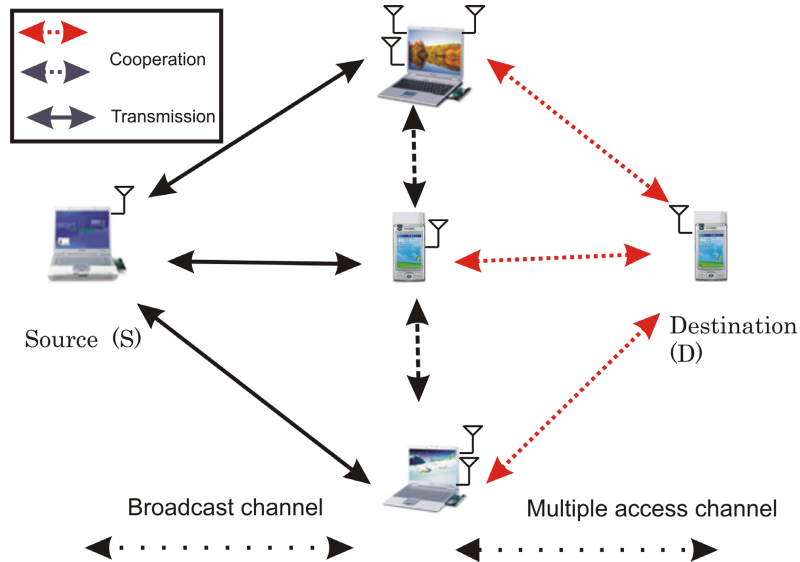 Cooperation
Transmission
Source (S)
Destination
(D)
Broadcast channel
Multiple access channel